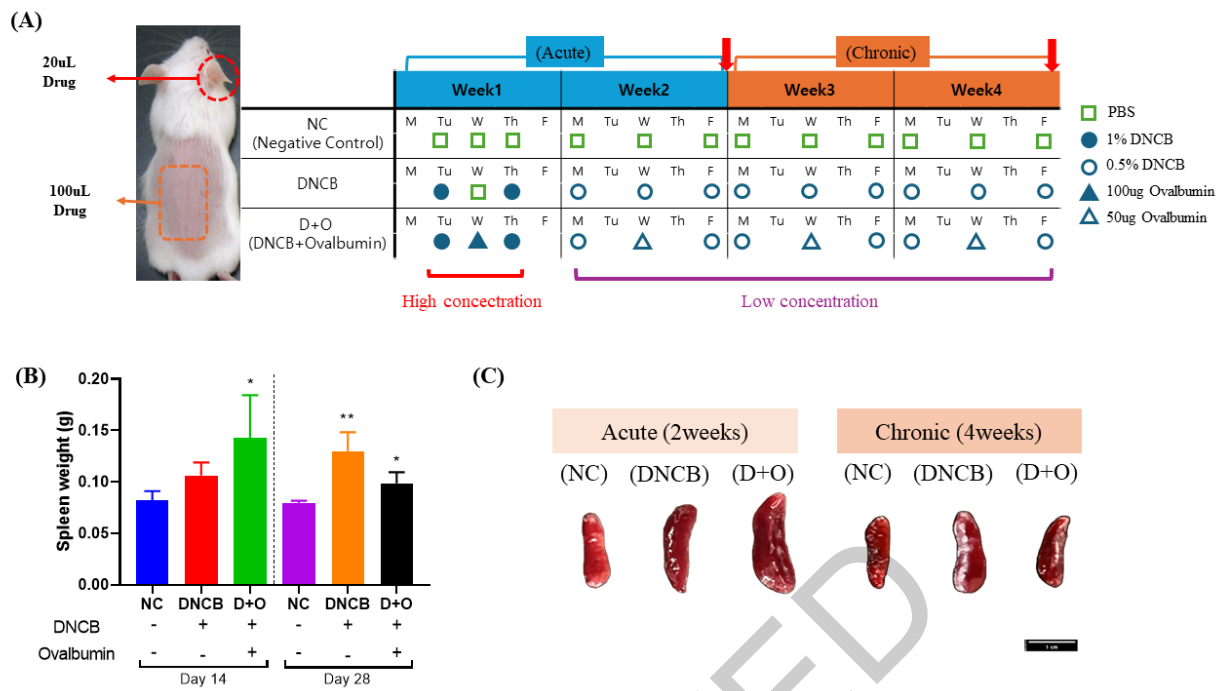 (A)
20uL
Drug
100uL
Drug
(Acute)
(Chronic)
Week1 Week2 Week3 Week4
NC
(Negative Control)
M Tu W Th F M Tu W Th F M Tu W Th F M Tu W Th F
DNCB
M Tu W Th F M Tu W Th F M Tu W Th F M Tu W Th F
D+O
(DNCB+Ovalbumin)
M Tu W Th F M Tu W Th F M Tu W Th F M Tu W Th F
PBS
1% DNCB
0.5% DNCB
100ug Ovalbumin
50ug Ovalbumin
High concectration
Low concentration
(B)
Spleen weight (g)
0.20
0.15
0.10
0.05
0.00
* ** *
NC DNCB D+O NC DNCB D+O
DNCB - + + - + +
Ovalbumin - - + - - +
Day 14 Day 28
(C)
Acute (2weeks) Chronic (4weeks)
(NC) (DNCB) (D+O) (NC) (DNCB) (D+O)
1 cm
ED